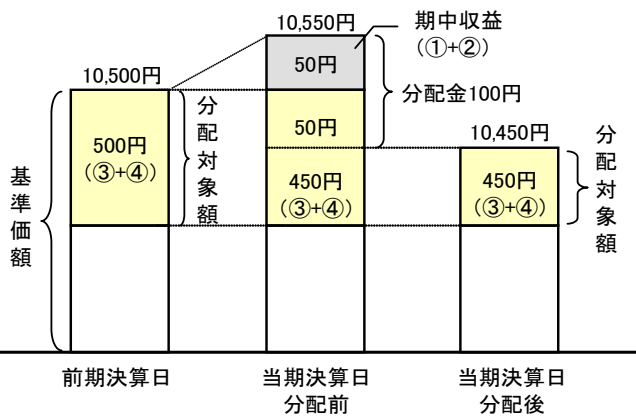 10,550円
期中収益
(①+②)
50円
10,500円
分配金100円
分配対象額
50円
10,450円
500円
(③+④)
450円
(③+④)
450円
(③+④)
分配対象額
基準価額
前期決算日
当期決算日
分配前
当期決算日
分配後